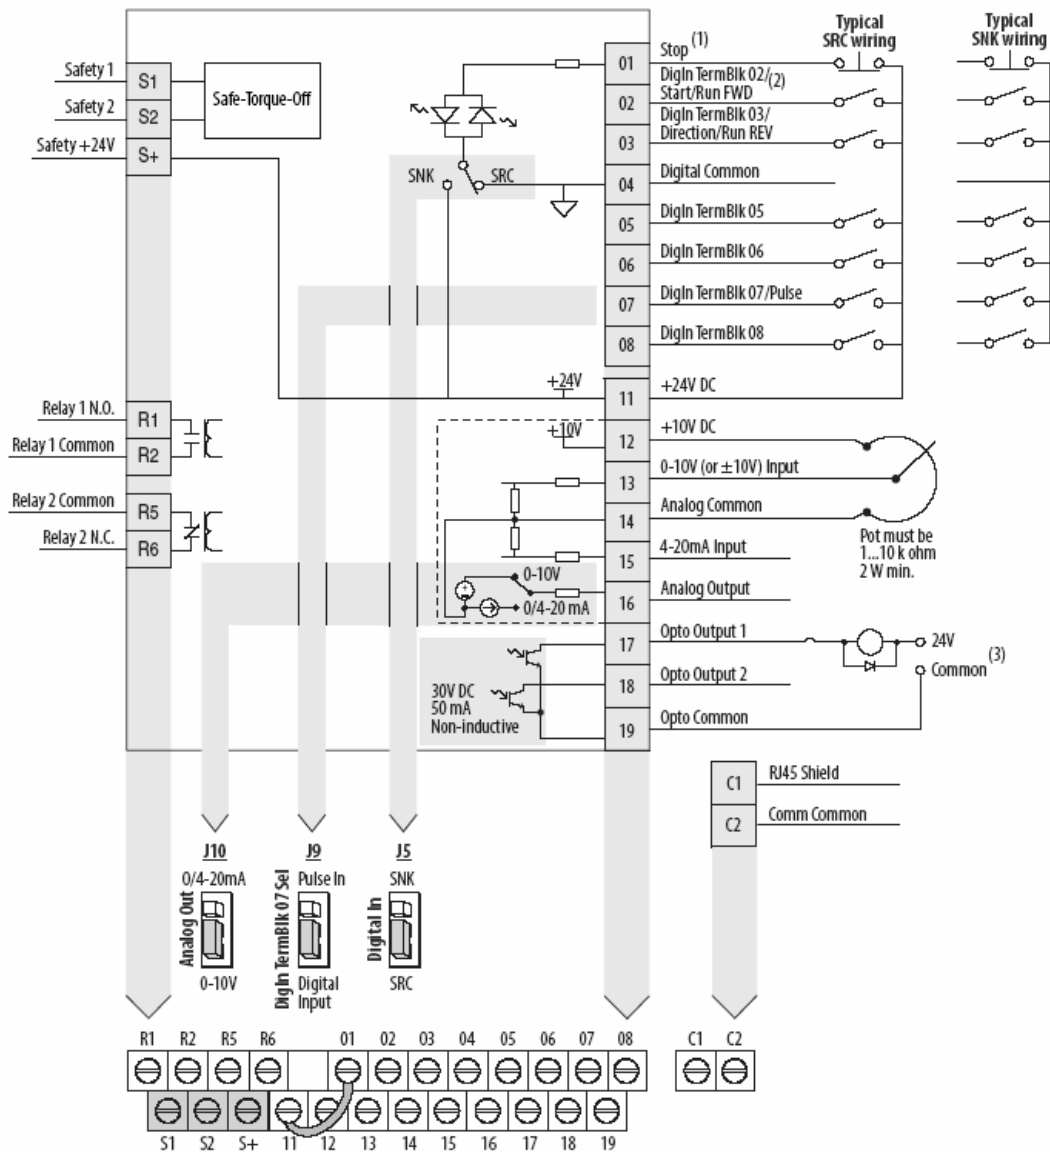 Typical
SRC wiring
Typical
SNK wiring
Safety 1
S1
Safety 2
S2
Safety +24V
S+
Safe-Torque-Off
SNK
SRC
01
Stop (1)
02
DigIn TermBlk 02/
Start/Run FWD (2)
03
DigIn TermBlk 03/
Direction/Run REV
04
Digital Common
05
DigIn TermBlk 05
06
DigIn TermBlk 06
07
DigIn TermBlk 07/Pulse
08
DigIn TermBlk 08
+24V
11
+24V DC
+10V
12
+10V DC
13
0-10V (or ±10V) Input
14
Analog Common
15
4-20mA Input
16
Analog Output
17
Opto Output 1
18
Opto Output 2
19
Opto Common
Pot must be
1...10 k ohm
2 W min.
24V
Common (3)
Relay 1 N.O.
R1
Relay 1 Common
R2
Relay 2 Common
R5
Relay 2 N.C.
R6
0-10V
0/4-20 mA
+
30V DC
50 mA
Non-inductive
C1
RJ45 Shield
C2
Comm Common
J10
0/4-20mA
Analog Out
0-10V
J9
Pulse In
DigIn TermBlk 07 Sel
Digital
Input
J5
SNK
Digital In
SRC
R1 R2 R5 R6 01 02 03 04 05 06 07 08 C1 C2
S1 S2 S+ 11 12 13 14 15 16 17 18 19